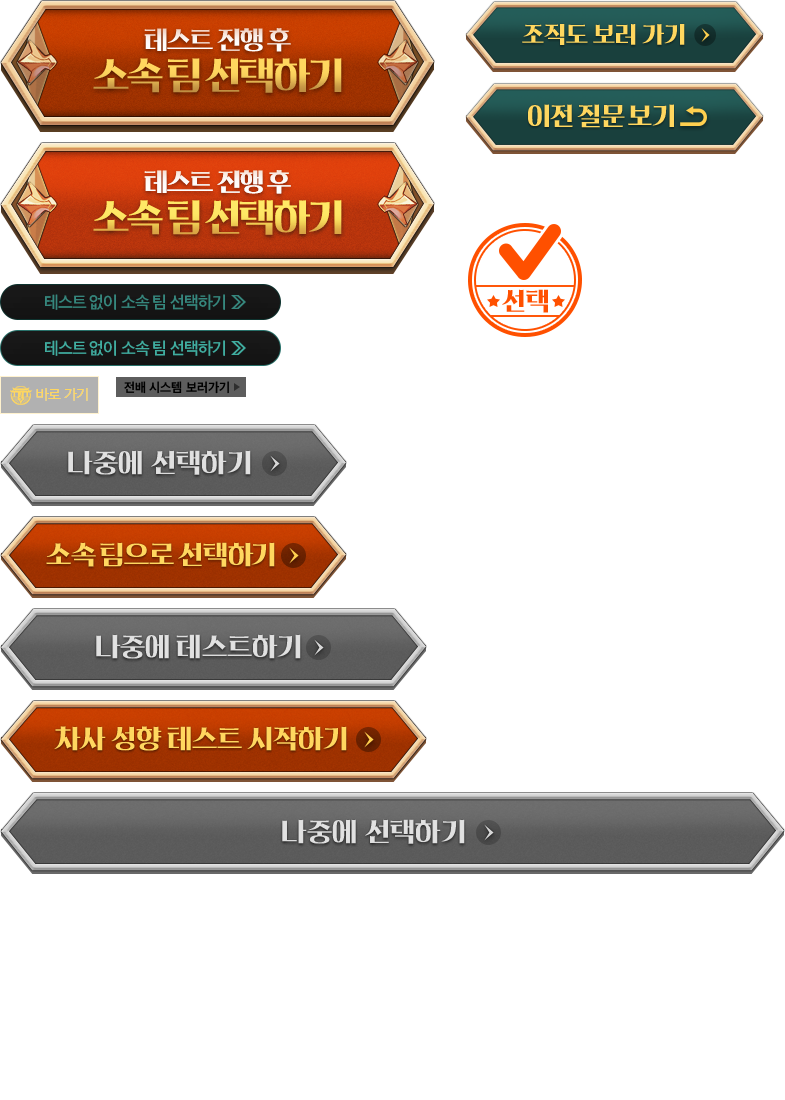 테스트 진행 후
소속 팀 선택하기
조직도 보러 가기
이전 질문 보기
테스트 진행 후
소속 팀 선택하기
선택
테스트 없이 소속 팀 선택하기
테스트 없이 소속 팀 선택하기
바로 가기
전배 시스템 보러가기
나중에 선택하기
소속 팀으로 선택하기
나중에 테스트하기
차사 성향 테스트 시작하기
나중에 선택하기